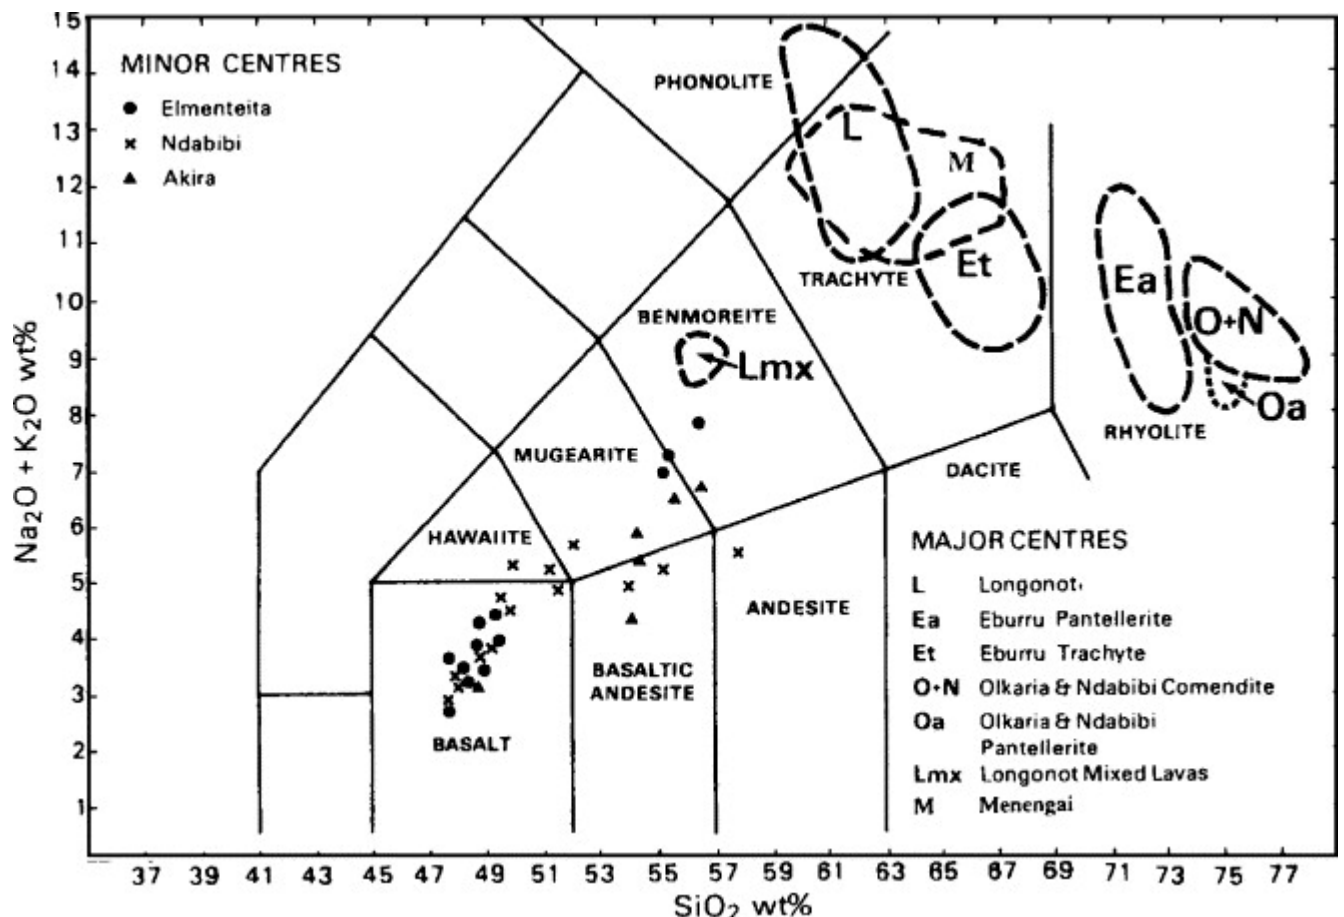 15
14
13
12
11
10
9
8
7
6
5
4
3
2
1
Na₂O + K₂O wt%
MINOR CENTRES
Elmenteita
Ndabibi
Akira
PHONOLITE
L
M
TRACHYTE
Et
Ea
O+N
Oa
RHYOLITE
BENMOREITE
Lmx
MUGEARITE
DACITE
HAWAIITE
ANDESITE
BASALTIC
ANDESITE
BASALT
MAJOR CENTRES
L Longonot
Ea Eburru Pantellerite
Et Eburru Trachyte
O+N Olkaria & Ndabibi Comendite
Oa Olkaria & Ndabibi
Pantellerite
Lmx Longonot Mixed Lavas
M Menengai
37 39 41 43 45 47 49 51 53 55 57 59 61 63 65 67 69 71 73 75 77
SiO₂ wt%